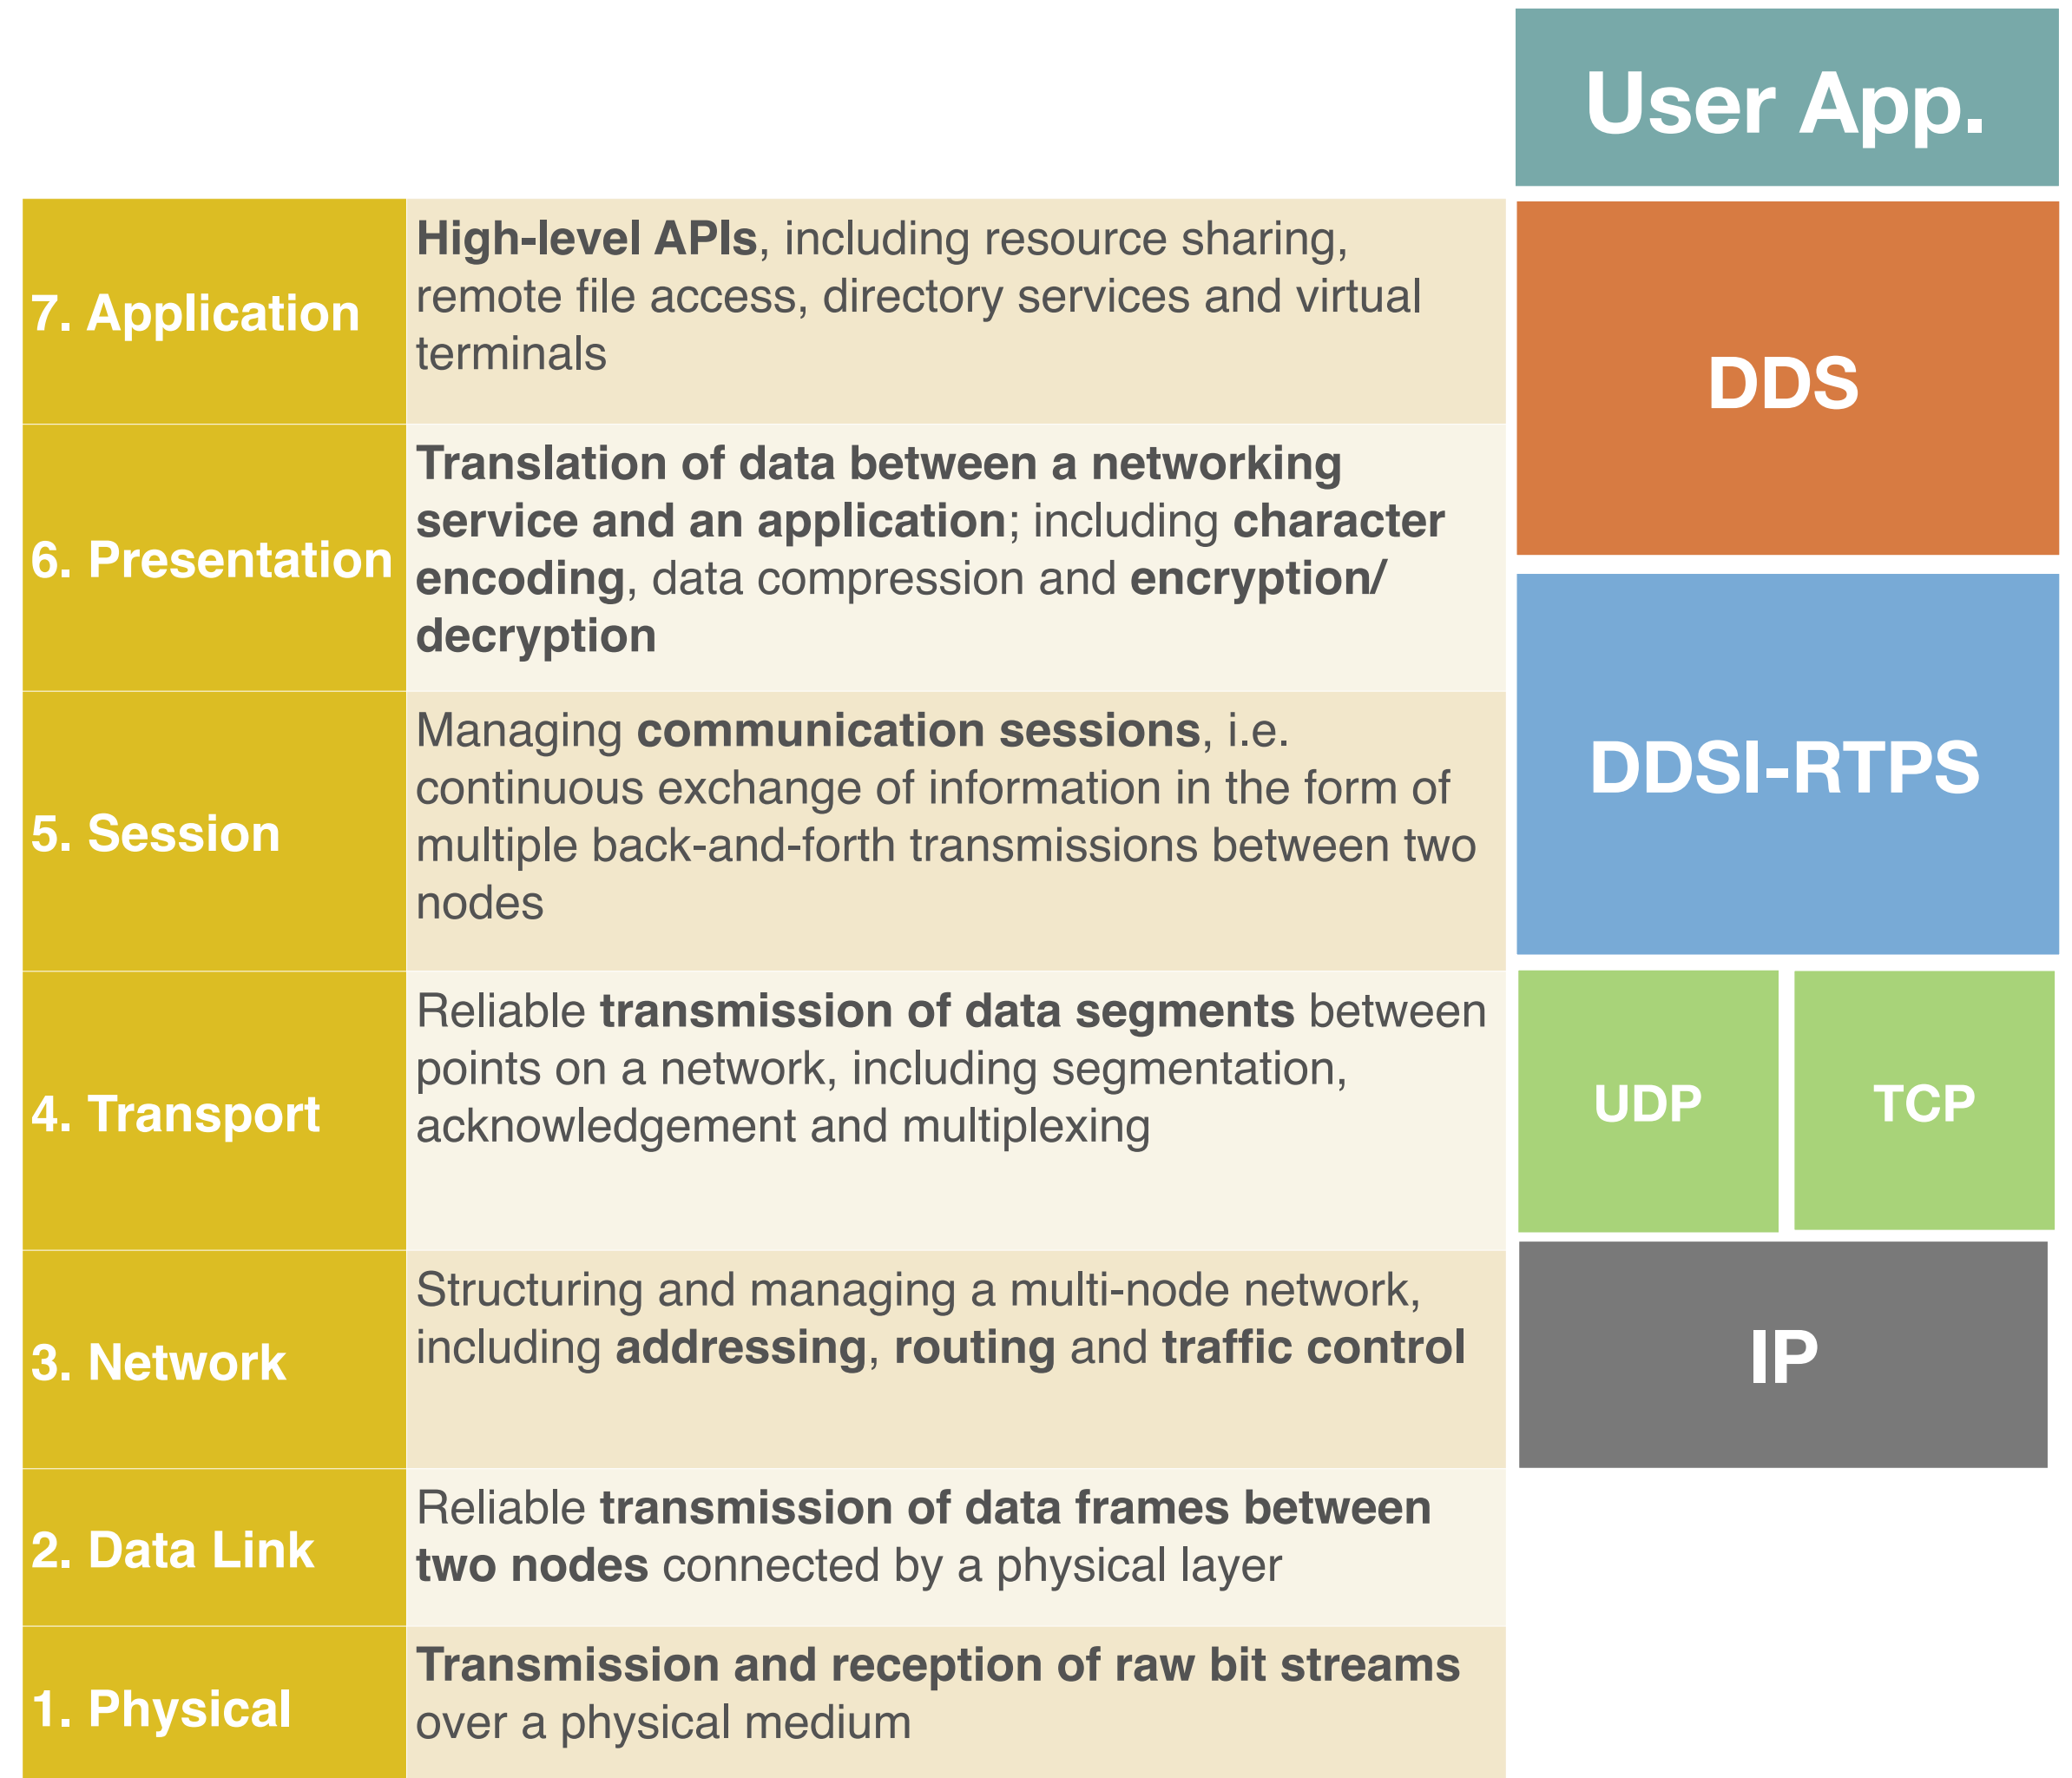 User App.
7. Application
High-level APIs, including resource sharing,
remote file access, directory services and virtual
terminals
DDS
6. Presentation
Translation of data between a networking
service and an application; including character
encoding, data compression and encryption/
decryption
DDSI-RTPS
5. Session
Managing communication sessions, i.e.
continuous exchange of information in the form of
multiple back-and-forth transmissions between two
nodes
4. Transport
Reliable transmission of data segments between
points on a network, including segmentation,
acknowledgement and multiplexing
UDP
TCP
3. Network
Structuring and managing a multi-node network,
including addressing, routing and traffic control
IP
2. Data Link
Reliable transmission of data frames between
two nodes connected by a physical layer
1. Physical
Transmission and reception of raw bit streams
over a physical medium